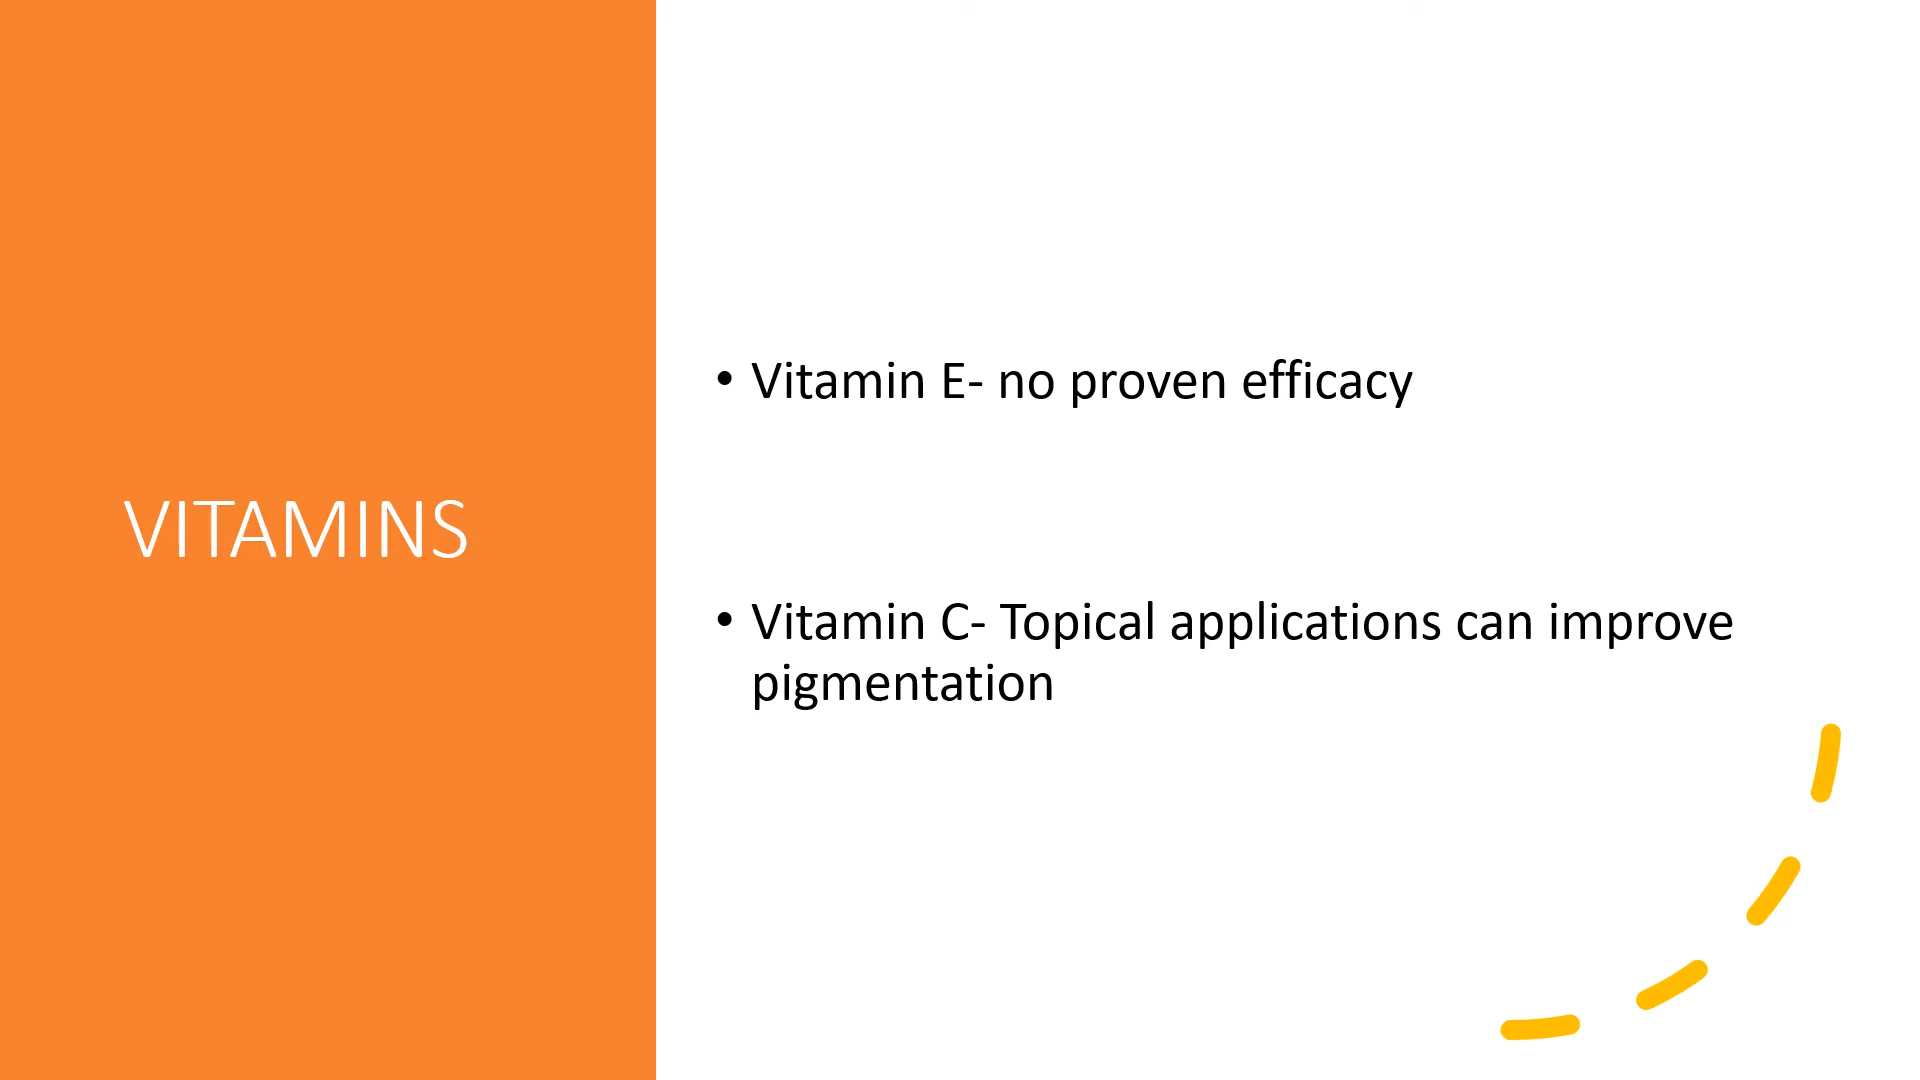 VITAMINS
• Vitamin E- no proven efficacy
• Vitamin C- Topical applications can improve
pigmentation